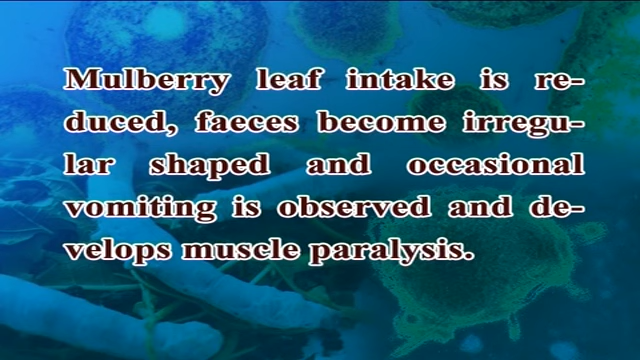 Mulberry leaf intake is re-
duced, faeces become irregu-
lar shaped and occasional
vomiting is observed and de-
velops muscle paralysis.